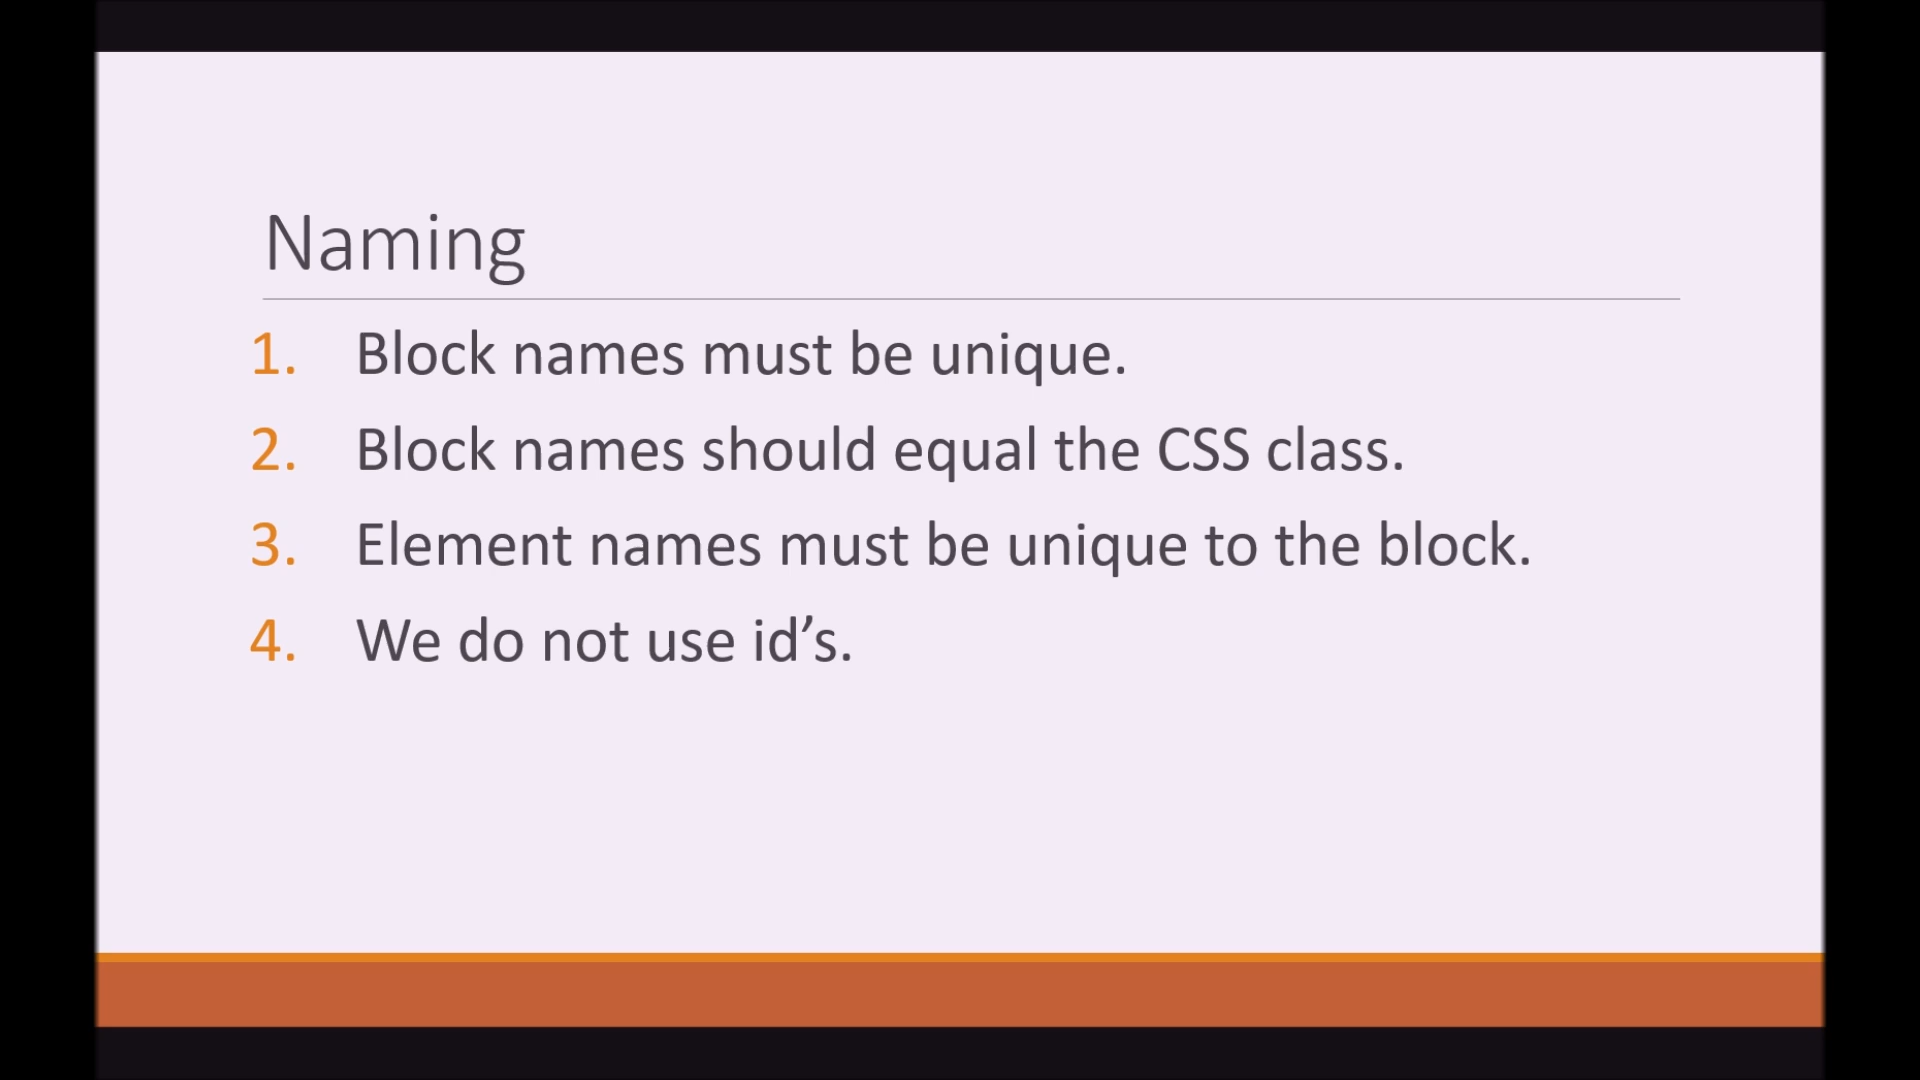 Naming
1. Block names must be unique.
2. Block names should equal the CSS class.
3. Element names must be unique to the block.
4. We do not use id’s.